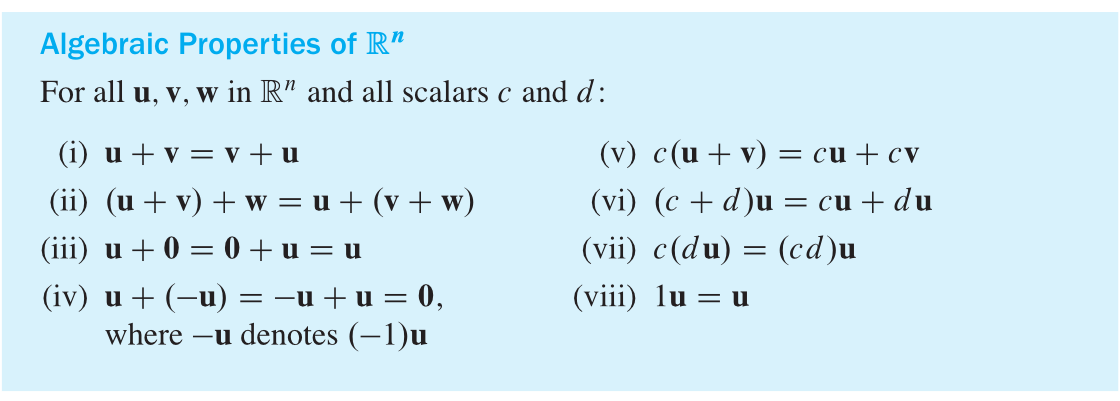 Algebraic Properties of ℝⁿ
For all u, v, w in ℝⁿ and all scalars c and d:
(i) u + v = v + u
(ii) (u + v) + w = u + (v + w)
(iii) u + 0 = 0 + u = u
(iv) u + (−u) = −u + u = 0,
where −u denotes (−1)u
(v) c(u + v) = cu + cv
(vi) (c + d)u = cu + du
(vii) c(du) = (cd)u
(viii) 1u = u